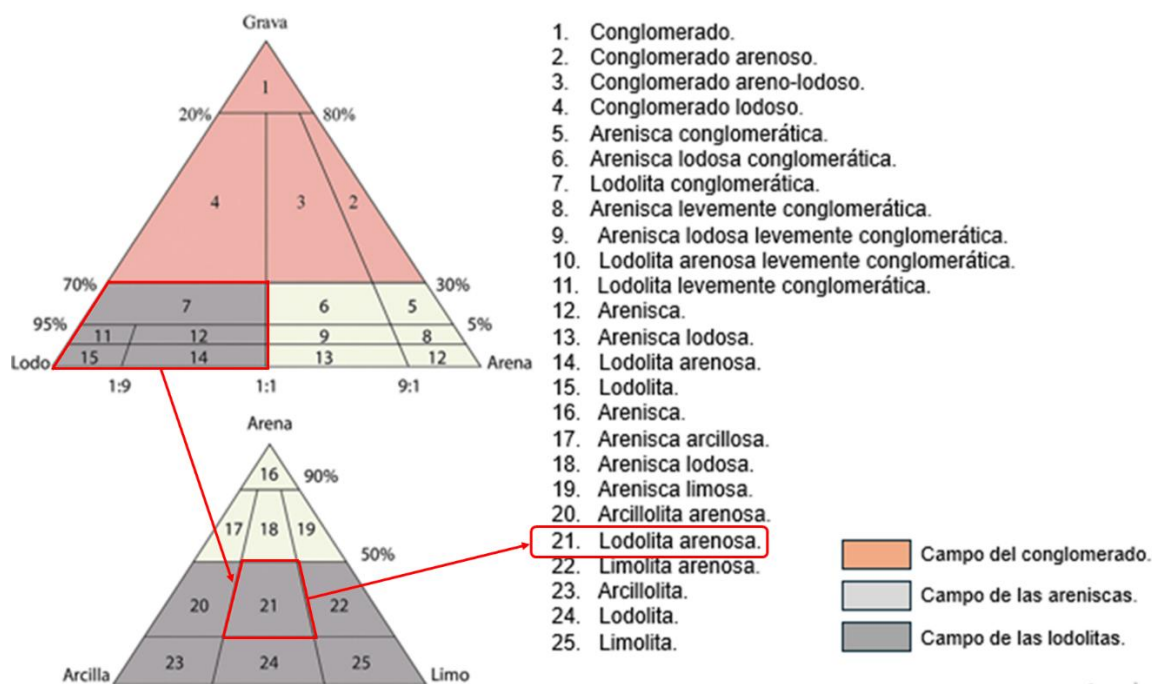 Grava
1
20%
80%
4
3
2
70%
30%
7
6
5
95%
5%
11
12
9
8
Lodo
15
14
13
12
Arena
1:9
1:1
9:1
Arena
16
90%
17
18
19
50%
20
21
22
23
24
25
Arcilla
Limo
1. Conglomerado.
2. Conglomerado arenoso.
3. Conglomerado areno-lodoso.
4. Conglomerado lodoso.
5. Arenisca conglomerática.
6. Arenisca lodosa conglomerática.
7. Lodolita conglomerática.
8. Arenisca levemente conglomerática.
9. Arenisca lodosa levemente conglomerática.
10. Lodolita arenosa levemente conglomerática.
11. Lodolita levemente conglomerática.
12. Arenisca.
13. Arenisca lodosa.
14. Lodolita arenosa.
15. Lodolita.
16. Arenisca.
17. Arenisca arcillosa.
18. Arenisca lodosa.
19. Arenisca limosa.
20. Arcillolita arenosa.
21. Lodolita arenosa.
22. Limolita arenosa.
23. Arcillolita.
24. Lodolita.
25. Limolita.
Campo del conglomerado.
Campo de las areniscas.
Campo de las lodolitas.